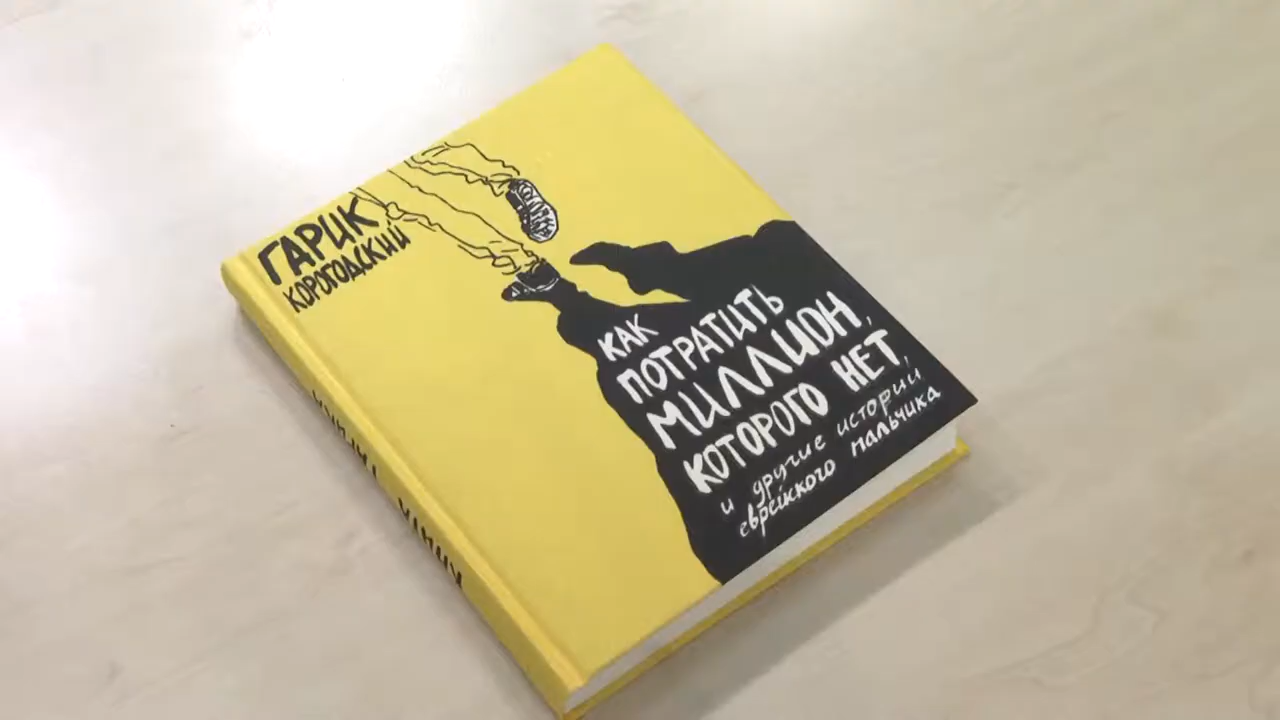 ГАРИК
КОРОГОДСКИЙ
КАК
ПОТРАТИТЬ
МИЛЛИОН,
КОТОРОГО НЕТ,
и другие истории
еврейского мальчика